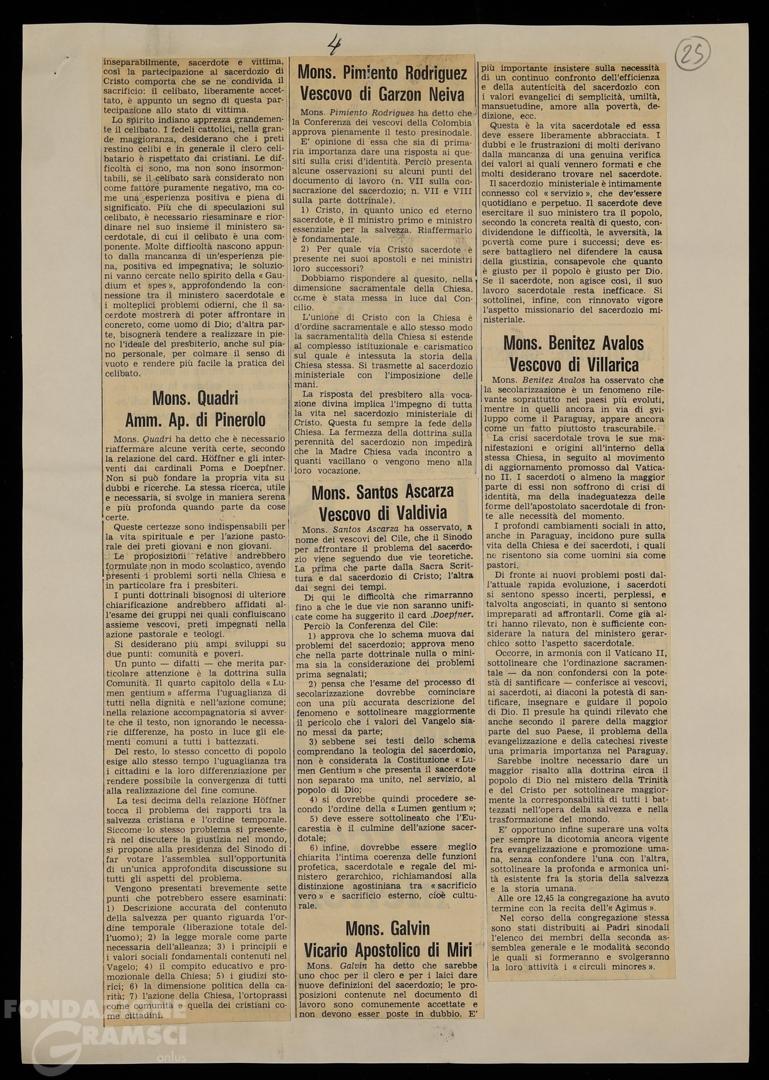 4
25
inseparabilmente, sacerdote e vittima,
così la partecipazione al sacerdozio di
Cristo comporta che se ne condivida il
sacrificio: il celibato, liberamente accet-
tato, è appunto un segno di questa par-
tecipazione allo stato di vittima.
Lo spirito indiano apprezza grandemen-
te il celibato. I fedeli cattolici, nella gran-
de maggioranza, desiderano che i preti
restino celibi e in generale il clero celi-
batario è rispettato dai cristiani. Le dif-
ficoltà ci sono, ma non sono insormon-
tabili, se il celibato sarà considerato non
come fattore puramente negativo, ma co-
me una esperienza positiva e piena di
significato. Più che di speculazioni sul
celibato, è necessario riesaminare e rior-
dinare nel suo insieme il ministero sa-
cerdotale, di cui il celibato è una com-
ponente. Molte difficoltà nascono appun-
to dalla mancanza di un'esperienza pie-
na, positiva ed impegnativa; le soluzio-
ni vanno cercate nello spirito della « Gau-
dium et spes », approfondendo la con-
nessione tra il ministero sacerdotale e
i molteplici problemi odierni, che il sa-
cerdote mostrerà di poter affrontare in
concreto, come uomo di Dio; d'altra par-
te, bisognerà tendere a realizzare in pie-
no l'ideale del presbiterio, anche sul pia-
no personale, per colmare il senso di
vuoto e rendere più facile la pratica del
celibato.
Mons. Quadri
Amm. Ap. di Pinerolo
Mons. Quadri ha detto che è necessario
riaffermare alcune verità certe, secondo
la relazione del card. Höffner e gli inter-
venti dai cardinali Poma e Doepfner.
Non si può fondare la propria vita su
dubbi e ricerche. La stessa ricerca, utile
e necessaria, si svolge in maniera serena
e più profonda quando parte da cose
certe.
Queste certezze sono indispensabili per
la vita spirituale e per l'azione pasto-
rale dei preti giovani e non giovani.
Le proposizioni relative andrebbero
formulate non in modo scolastico, avendo
presenti i problemi sorti nella Chiesa e
in particolare fra i presbiteri.
I punti dottrinali bisognosi di ulteriore
chiarificazione andrebbero affidati al-
l'esame dei gruppi nei quali confluiscano
assieme vescovi, preti impegnati nella
azione pastorale e teologi.
Si desiderano più ampi sviluppi su
due punti: comunità e poveri.
Un punto — difatti — che merita par-
ticolare attenzione è la dottrina sulla
Comunità. Il quarto capitolo della « Lu-
men gentium » afferma l'uguaglianza di
tutti nella dignità e nell'azione comune;
nella relazione accompagnatoria si avver-
te che il testo, non ignorando le necessa-
rie differenze, ha posto in luce gli ele-
menti comuni a tutti i battezzati.
Del resto, lo stesso concetto di popolo
esige allo stesso tempo l'uguaglianza tra
i cittadini e la loro differenziazione per
rendere possibile la convergenza di tutti
alla realizzazione del fine comune.
La tesi decima della relazione Höffner
tocca il problema dei rapporti tra la
salvezza cristiana e l'ordine temporale.
Siccome lo stesso problema si presente-
rà nel discutere la giustizia nel mondo,
si propone alla presidenza del Sinodo di
far votare l'assemblea sull'opportunità
di un'unica approfondita discussione su
tutti gli aspetti del problema.
Vengono presentati brevemente sette
punti che potrebbero essere esaminati:
1) Descrizione accurata del contenuto
della salvezza per quanto riguarda l'or-
dine temporale (liberazione totale del-
l'uomo); 2) la legge morale come parte
necessaria dell'alleanza; 3) i principii e
i valori sociali fondamentali contenuti nel
Vagelo; 4) il compito educativo e pro-
mozionale della Chiesa; 5) i giudizi sto-
rici; 6) la dimensione politica della ca-
rità; 7) l'azione della Chiesa, l'ortoprassi
come comunità e quella dei cristiani co-
me cittadini.
Mons. Pimiento Rodriguez
Vescovo di Garzon Neiva
Mons. Pimiento Rodriguez ha detto che
la Conferenza dei vescovi della Colombia
approva pienamente il testo presinodale.
E' opinione di essa che sia di prima-
ria importanza dare una risposta ai que-
siti sulla crisi d'identità. Perciò presenta
alcune osservazioni su alcuni punti del
documento di lavoro (n. VII sulla con-
sacrazione del sacerdozio; n. VII e VIII
sulla parte dottrinale).
1) Cristo, in quanto unico ed eterno
sacerdote, è il ministro primo e ministro
essenziale per la salvezza. Riaffermarlo
è fondamentale.
2) Per quale via Cristo sacerdote è
presente nei suoi apostoli e nei ministri
loro successori?
Dobbiamo rispondere al quesito, nella
dimensione sacramentale della Chiesa,
come è stata messa in luce dal Con-
cilio.
L'unione di Cristo con la Chiesa è
d'ordine sacramentale e allo stesso modo
la sacramentalità della Chiesa si estende
al complesso istituzionale e carismatico
sul quale è intessuta la storia della
Chiesa stessa. Si trasmette al sacerdozio
ministeriale con l'imposizione delle
mani.
La risposta del presbitero alla voca-
zione divina implica l'impegno di tutta
la vita nel sacerdozio ministeriale di
Cristo. Questa fu sempre la fede della
Chiesa. La fermezza della dottrina sulla
perennità del sacerdozio non impedirà
che la Madre Chiesa vada incontro a
quanti vacillano o vengono meno alla
loro vocazione.
Mons. Santos Ascarza
Vescovo di Valdivia
Mons. Santos Ascarza ha osservato, a
nome dei vescovi del Cile, che il Sinodo
per affrontare il problema del sacerdo-
zio viene seguendo due vie teoretiche.
La prima che parte dalla Sacra Scrit-
tura e dal sacerdozio di Cristo; l'altra
dai segni dei tempi.
Di qui le difficoltà che rimarranno
fino a che le due vie non saranno unifi-
cate come ha suggerito il card. Doepfner.
Perciò la Conferenza del Cile:
1) approva che lo schema muova dai
problemi del sacerdozio; approva meno
che nella parte dottrinale nulla o mini-
ma sia la considerazione dei problemi
prima segnalati;
2) pensa che l'esame del processo di
secolarizzazione dovrebbe cominciare
con una più accurata descrizione del
fenomeno e sottolineare maggiormente
il pericolo che i valori del Vangelo sia-
no messi da parte;
3) sebbene sei testi dello schema
comprendano la teologia del sacerdozio,
non è considerata la Costituzione « Lu-
men Gentium » che presenta il sacerdote
non separato ma unito, nel servizio, al
popolo di Dio;
4) si dovrebbe quindi procedere se-
condo l'ordine della « Lumen gentium »;
5) deve essere sottolineato che l'Eu-
carestia è il culmine dell'azione sacer-
dotale;
6) infine, dovrebbe essere meglio
chiarita l'intima coerenza delle funzioni
profetica, sacerdotale e regale del mi-
nistero gerarchico, richiamandosi alla
distinzione agostiniana tra « sacrificio
vero » e sacrificio esterno, cioè cultu-
rale.
Mons. Galvin
Vicario Apostolico di Miri
Mons. Galvin ha detto che sarebbe
uno choc per il clero e per i laici dare
nuove definizioni del sacerdozio; le pro-
posizioni contenute nel documento di
lavoro sono comunemente accettate e
non devono esser poste in dubbio. E'
più importante insistere sulla necessità
di un continuo confronto dell'efficienza
e della autenticità del sacerdozio con
i valori evangelici di semplicità, umiltà,
mansuetudine, amore alla povertà, de-
dizione, ecc.
Questa è la vita sacerdotale ed essa
deve essere liberamente abbracciata. I
dubbi e le frustrazioni di molti derivano
dalla mancanza di una genuina verifica
dei valori ai quali vennero formati e che
molti desiderano trovare nel sacerdote.
Il sacerdozio ministeriale è intimamente
connesso col « servizio », che dev'essere
quotidiano e perpetuo. Il sacerdote deve
esercitare il suo ministero tra il popolo,
secondo la concreta realtà di questo, con-
dividendone le difficoltà, le avversità, la
povertà come pure i successi; deve es-
sere battagliero nel difendere la causa
della giustizia, consapevole che quanto
è giusto per il popolo è giusto per Dio.
Se il sacerdote, non agisce così, il suo
lavoro sacerdotale resta inefficace. Si
sottolinei, infine, con rinnovato vigore
l'aspetto missionario del sacerdozio mi-
nisteriale.
Mons. Benitez Avalos
Vescovo di Villarica
Mons. Benitez Avalos ha osservato che
la secolarizzazione è un fenomeno rile-
vante soprattutto nei paesi più evoluti,
mentre in quelli ancora in via di svi-
luppo come il Paraguay, appare ancora
come un fatto piuttosto trascurabile.
La crisi sacerdotale trova le sue ma-
nifestazioni e origini all'interno della
stessa Chiesa, in seguito al movimento
di aggiornamento promosso dal Vatica-
no II. I sacerdoti o almeno la maggior
parte di essi non soffrono di crisi di
identità, ma della inadeguatezza delle
forme dell'apostolato sacerdotale di fron-
te alle necessità del momento.
I profondi cambiamenti sociali in atto,
anche in Paraguay, incidono pure sulla
vita della Chiesa e dei sacerdoti, i quali
ne risentono sia come uomini sia come
pastori.
Di fronte ai nuovi problemi posti dal-
l'attuale rapida evoluzione, i sacerdoti
si sentono spesso incerti, perplessi, e
talvolta angosciati, in quanto si sentono
impreparati ad affrontarli. Come già al-
tri hanno rilevato, non è sufficiente con-
siderare la natura del ministero gerar-
chico sotto l'aspetto sacerdotale.
Occorre, in armonia con il Vaticano II,
sottolineare che l'ordinazione sacramen-
tale — da non confondersi con la pote-
stà di santificare — conferisce ai vescovi,
ai sacerdoti, ai diaconi la potestà di san-
tificare, insegnare e guidare il popolo
di Dio. Il presule ha quindi rilevato che
anche secondo il parere della maggior
parte del suo Paese, il problema della
evangelizzazione e della catechesi riveste
una primaria importanza nel Paraguay.
Sarebbe inoltre necessario dare un
maggior risalto alla dottrina circa il
popolo di Dio nel mistero della Trinità
e del Cristo per sottolineare maggior-
mente la corresponsabilità di tutti i bat-
tezzati nell'opera della salvezza e nella
trasformazione del mondo.
E' opportuno infine superare una volta
per sempre la dicotomia ancora vigente
fra evangelizzazione e promozione uma-
na, senza confondere l'una con l'altra,
sottolineare la profonda e armonica uni-
tà esistente fra la storia della salvezza
e la storia umana.
Alle ore 12,45 la congregazione ha avuto
termine con la recita dell'« Agimus ».
Nel corso della congregazione stessa
sono stati distribuiti ai Padri sinodali
l'elenco dei membri della seconda as-
semblea generale e le modalità secondo
le quali si formeranno e svolgeranno
la loro attività i « circuli minores ».
FONDAZIONE
GRAMSCI
onlus